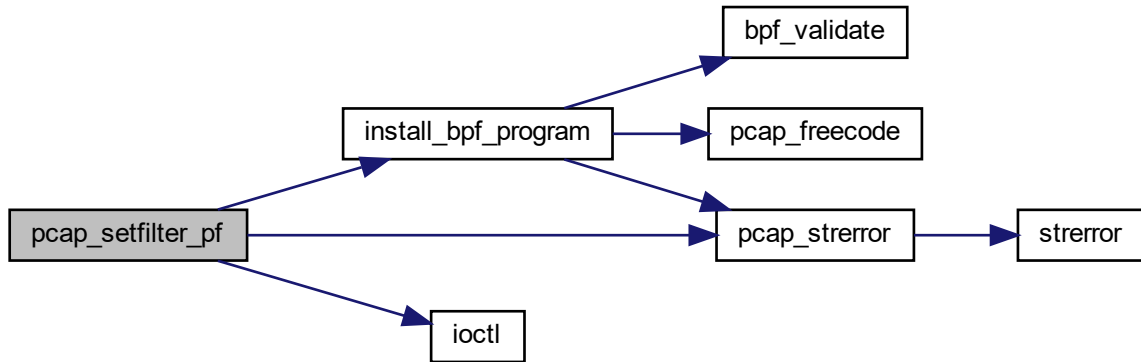 bpf_validate
install_bpf_program
pcap_freecode
pcap_setfilter_pf
pcap_strerror
strerror
ioctl